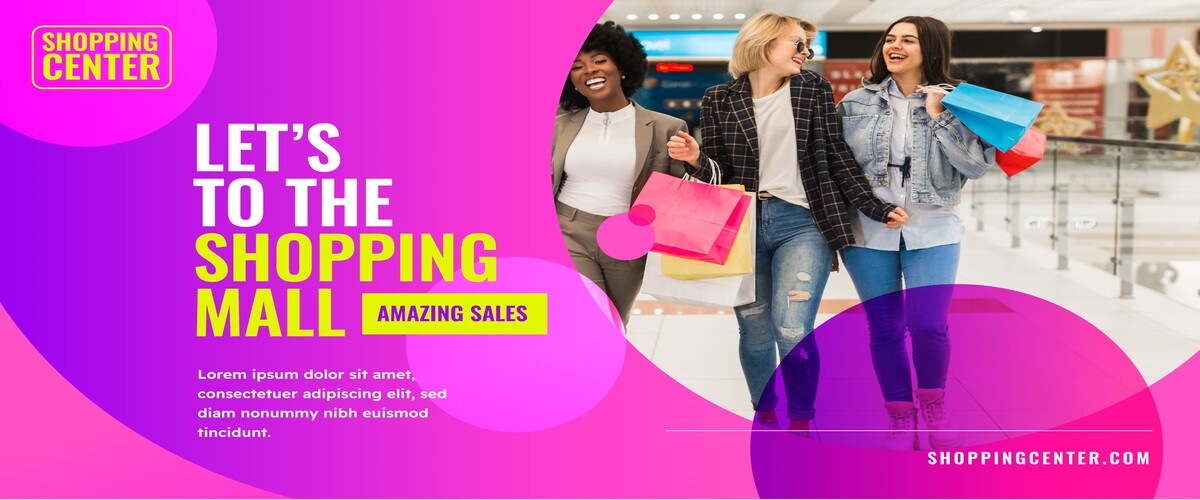 SHOPPING
CENTER
LET'S
TO THE
SHOPPING
MALL
AMAZING SALES
Lorem ipsum dolor sit amet,
consectetuer adipiscing elit, sed
diam nonummy nibh euismod
tincidunt.
SHOPPINGCENTER.COM